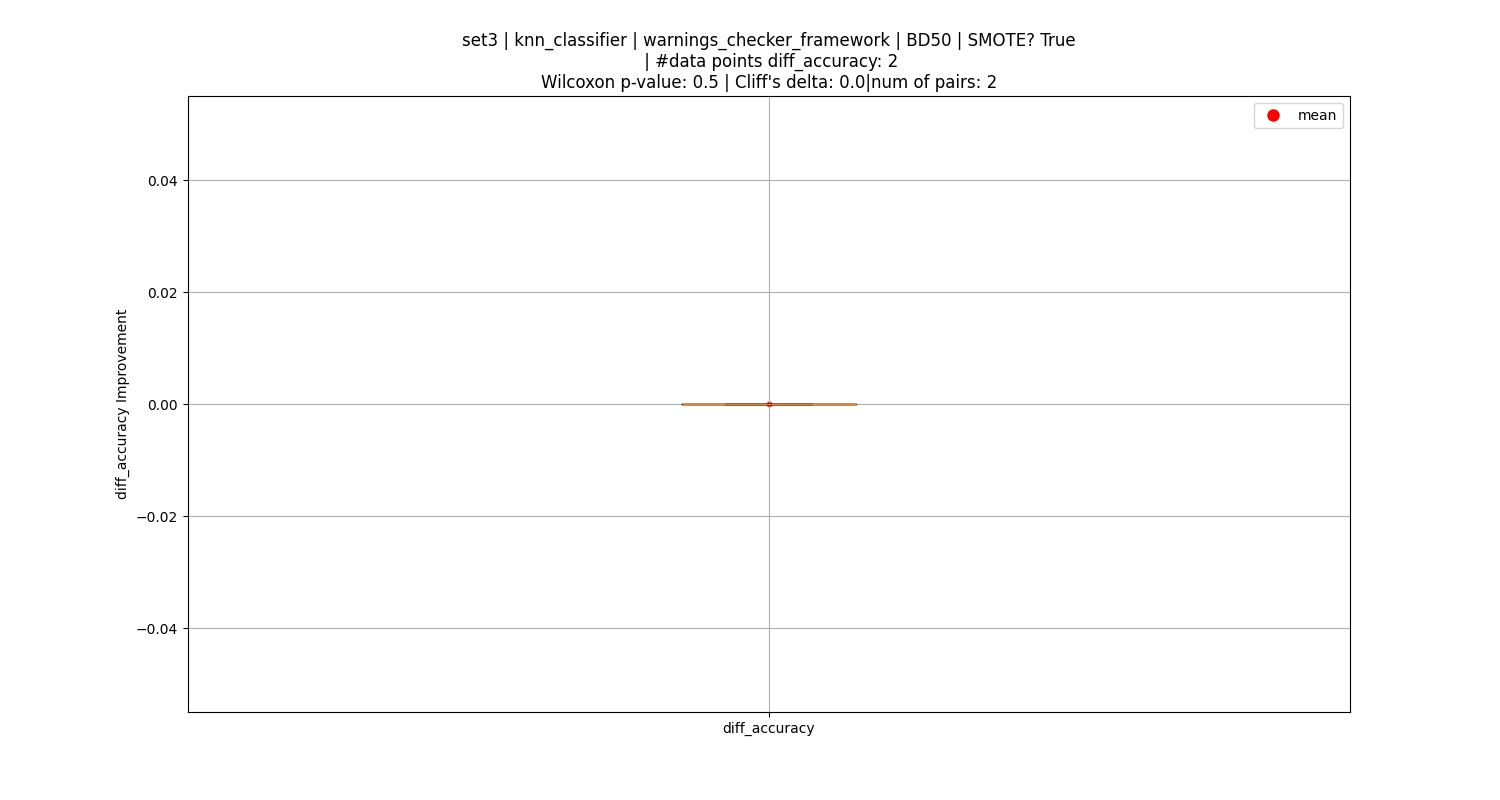 set3 | knn_classifier | warnings_checker_framework | BD50 | SMOTE? True
| #data points diff_accuracy: 2
Wilcoxon p-value: 0.5 | Cliff's delta: 0.0|num of pairs: 2
mean
0.04
0.02
0.00
−0.02
−0.04
diff_accuracy Improvement
diff_accuracy